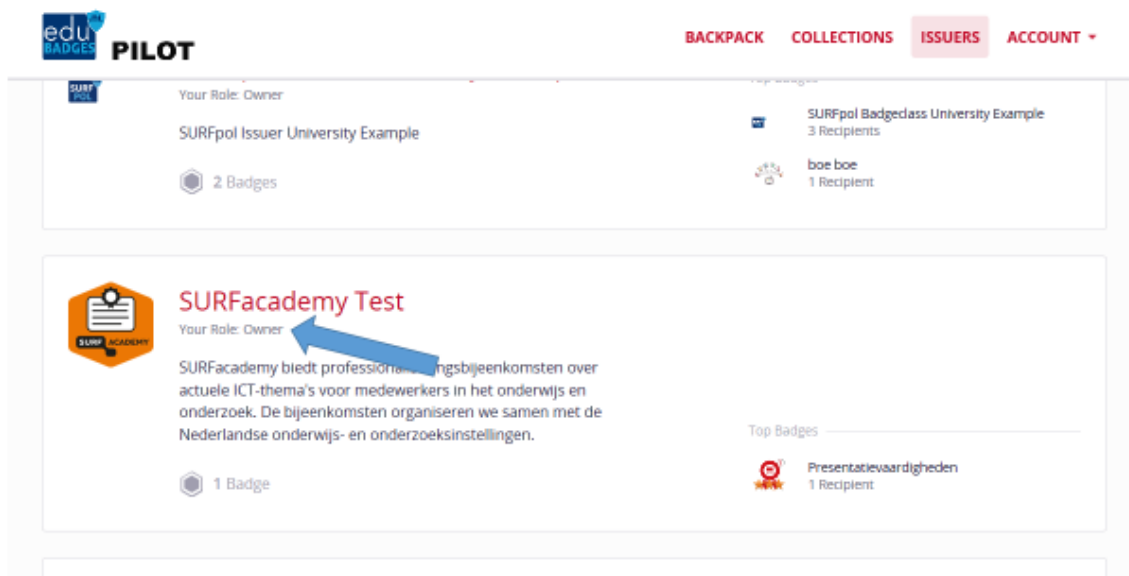 edu
BADGES
PILOT
BACKPACK
COLLECTIONS
ISSUERS
ACCOUNT
SURF
POL
Your Role: Owner
SURFpol Issuer University Example
2 Badges
Top Badges
SURFpol Badgeclass University Example
3 Recipients
boe boe
1 Recipient
SURF ACADEMY
SURFacademy Test
Your Role: Owner
SURFacademy biedt ngsbijeenkomsten over
actuele ICT-thema's voor medewerkers in het onderwijs en
onderzoek. De bijeenkomsten organiseren we samen met de
Nederlandse onderwijs- en onderzoeksinstellingen.
1 Badge
Top Badges
Presentatievaardigheden
1 Recipient